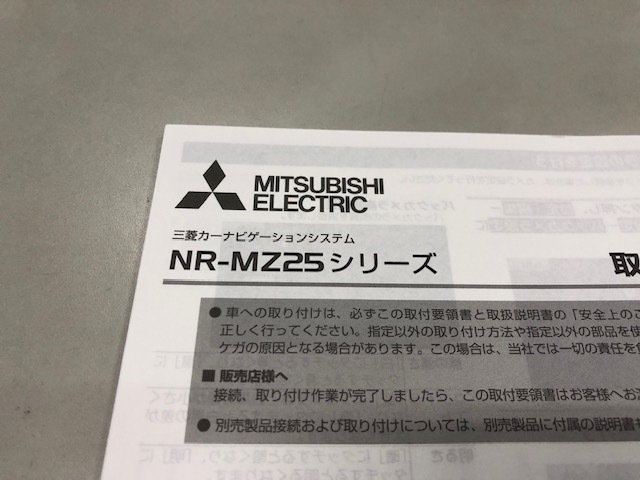 MITSUBISHI
ELECTRIC
三菱カーナビゲーションシステム
NR-MZ25シリーズ 取
● 車への取り付けは、必ずこの取付要領書と取扱説明書の「安全上のご
正しく行ってください。指定以外の取り付け方法や指定以外の部品を使
ケガの原因となる場合があります。この場合は、当社では一切の責任を負
■ 販売店様へ
接続、取り付け作業が完了しましたら、この取付要領書はお客様へお
● 別売製品接続および取り付けについては、別売製品に付属の説明書も